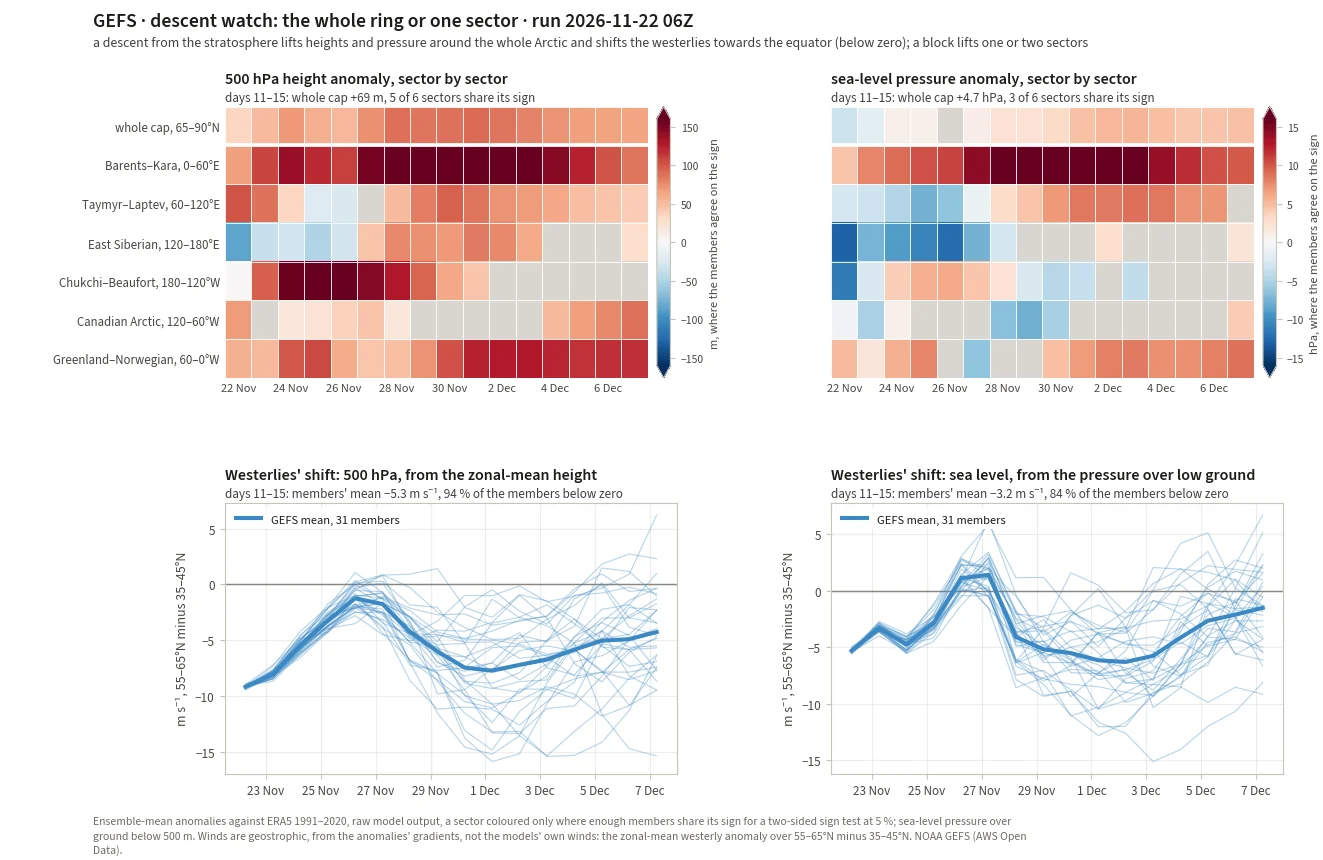 GEFS · descent watch: the whole ring or one sector · run 2026-11-22 06Z
a descent from the stratosphere lifts heights and pressure around the whole Arctic and shifts the westerlies towards the equator (below zero); a block lifts one or two sectors
500 hPa height anomaly, sector by sector
days 11–15: whole cap +69 m, 5 of 6 sectors share its sign
whole cap, 65–90°N
Barents–Kara, 0–60°E
Taymyr–Laptev, 60–120°E
East Siberian, 120–180°E
Chukchi–Beaufort, 180–120°W
Canadian Arctic, 120–60°W
Greenland–Norwegian, 60–0°W
22 Nov 24 Nov 26 Nov 28 Nov 30 Nov 2 Dec 4 Dec 6 Dec
150
100
50
0
−50
−100
−150
m, where the members agree on the sign
sea-level pressure anomaly, sector by sector
days 11–15: whole cap +4.7 hPa, 3 of 6 sectors share its sign
22 Nov 24 Nov 26 Nov 28 Nov 30 Nov 2 Dec 4 Dec 6 Dec
15
10
5
0
−5
−10
−15
hPa, where the members agree on the sign
Westerlies' shift: 500 hPa, from the zonal-mean height
days 11–15: members' mean −5.3 m s⁻¹, 94 % of the members below zero
GEFS mean, 31 members
m s⁻¹, 55–65°N minus 35–45°N
5
0
−5
−10
−15
23 Nov 25 Nov 27 Nov 29 Nov 1 Dec 3 Dec 5 Dec 7 Dec
Westerlies' shift: sea level, from the pressure over low ground
days 11–15: members' mean −3.2 m s⁻¹, 84 % of the members below zero
GEFS mean, 31 members
m s⁻¹, 55–65°N minus 35–45°N
5
0
−5
−10
−15
23 Nov 25 Nov 27 Nov 29 Nov 1 Dec 3 Dec 5 Dec 7 Dec
Ensemble-mean anomalies against ERA5 1991–2020, raw model output, a sector coloured only where enough members share its sign for a two-sided sign test at 5 %; sea-level pressure over
ground below 500 m. Winds are geostrophic, from the anomalies' gradients, not the models' own winds: the zonal-mean westerly anomaly over 55–65°N minus 35–45°N. NOAA GEFS (AWS Open
Data).